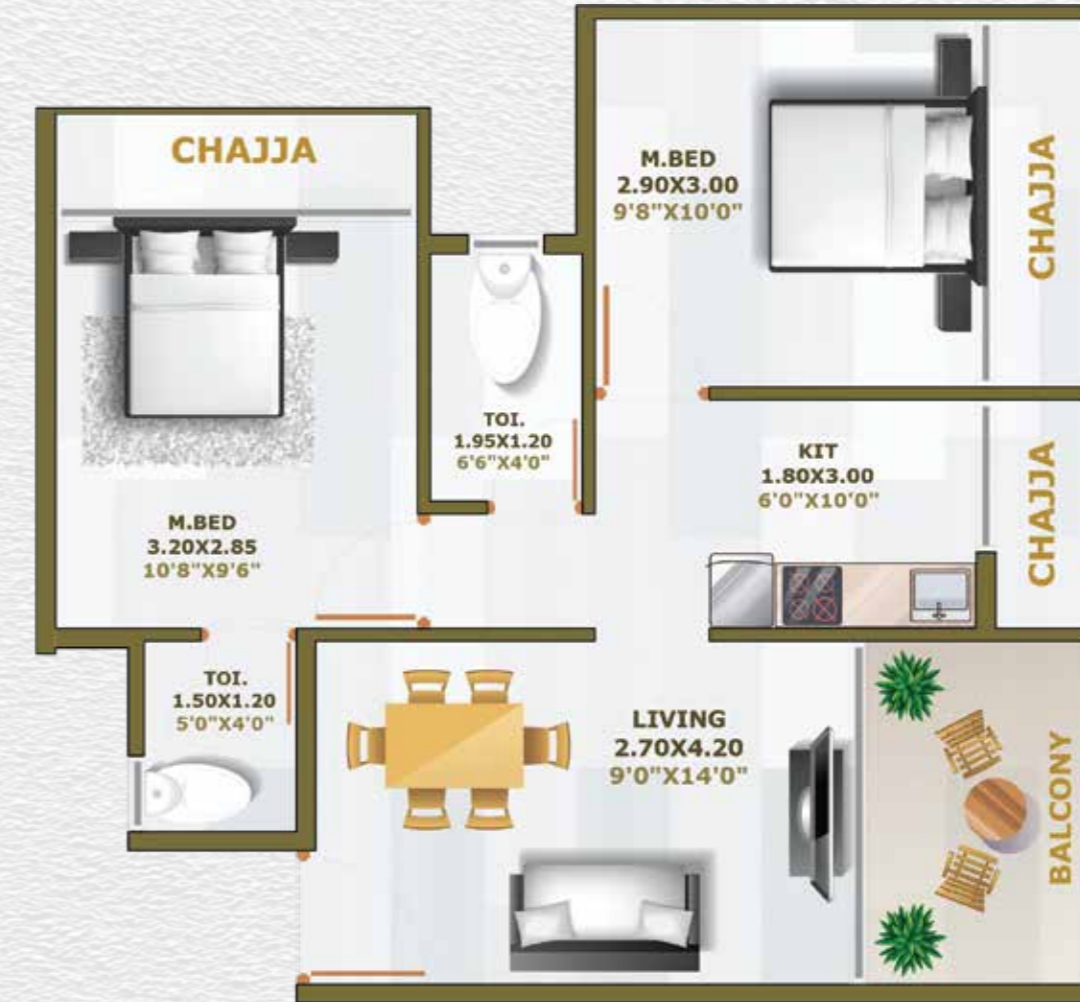 CHAJJA
M.BED
2.90X3.00
9'8"X10'0"
CHAJJA
TOI.
1.95X1.20
6'6"X4'0"
KIT
1.80X3.00
6'0"X10'0"
CHAJJA
M.BED
3.20X2.85
10'8"X9'6"
TOI.
1.50X1.20
5'0"X4'0"
LIVING
2.70X4.20
9'0"X14'0"
BALCONY